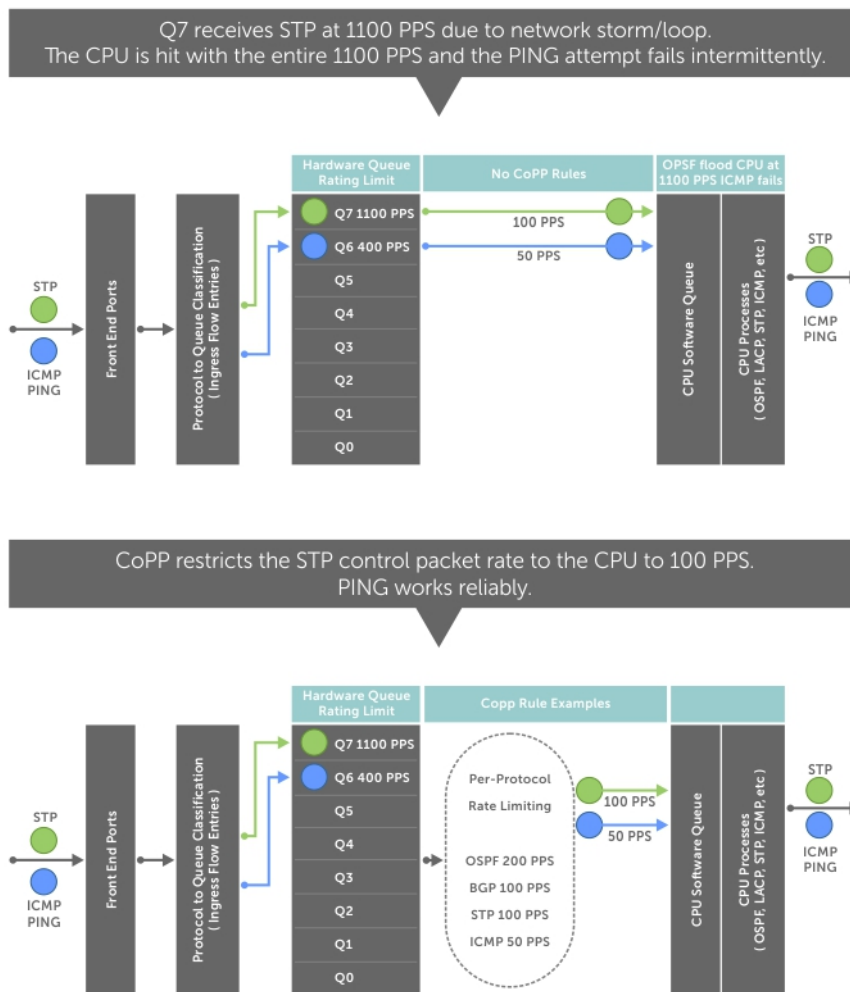 Q7 receives STP at 1100 PPS due to network storm/loop.
The CPU is hit with the entire 1100 PPS and the PING attempt fails intermittently.
Hardware Queue
Rating Limit
No CoPP Rules
OPSF flood CPU at
1100 PPS ICMP fails
STP
ICMP
PING
Front End Ports
Protocol to Queue Classification
( Ingress Flow Entries )
Q7 1100 PPS
Q6 400 PPS
Q5
Q4
Q3
Q2
Q1
Q0
100 PPS
50 PPS
CPU Software Queue
CPU Processes
( OSPF, LACP, STP, ICMP, etc )
STP
ICMP
PING
CoPP restricts the STP control packet rate to the CPU to 100 PPS.
PING works reliably.
Hardware Queue
Rating Limit
Copp Rule Examples
STP
ICMP
PING
Front End Ports
Protocol to Queue Classification
( Ingress Flow Entries )
Q7 1100 PPS
Q6 400 PPS
Q5
Q4
Q3
Q2
Q1
Q0
Per-Protocol
Rate Limiting
OSPF 200 PPS
BGP 100 PPS
STP 100 PPS
ICMP 50 PPS
100 PPS
50 PPS
CPU Software Queue
CPU Processes
( OSPF, LACP, STP, ICMP, etc )
STP
ICMP
PING